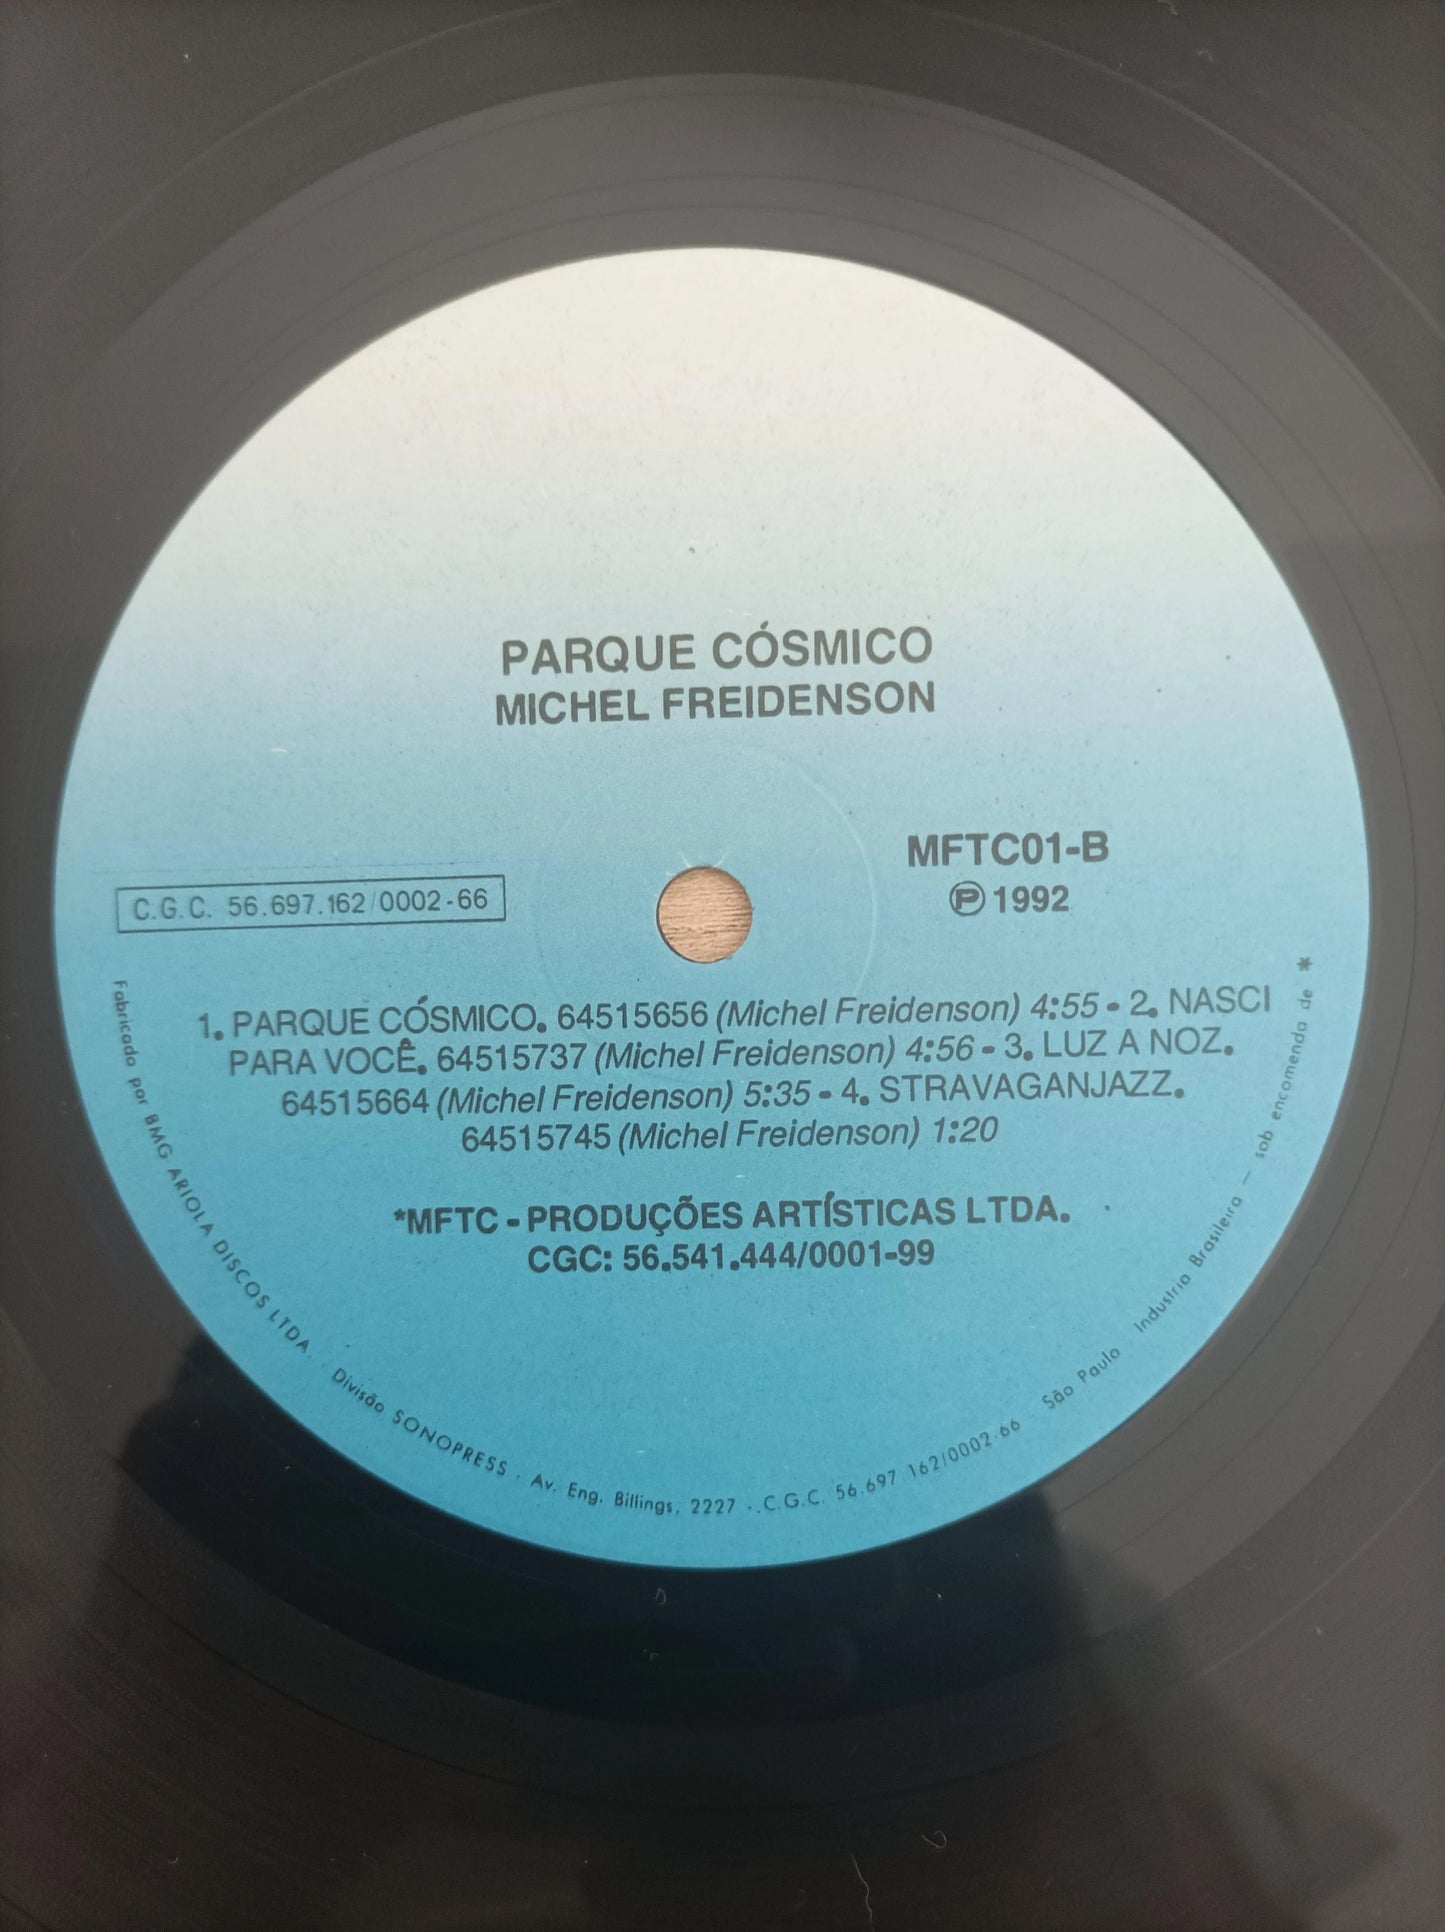 PARQUE CÓSMICO
MICHEL FREIDENSON
MFTC01-B
Ⓟ 1992
C.G.C. 56.697.162/0002-66
1. PARQUE CÓSMICO. 64515656 (Michel Freidenson) 4:55 - 2. NASCI
PARA VOCÊ. 64515737 (Michel Freidenson) 4:56 - 3. LUZ A NOZ.
64515664 (Michel Freidenson) 5:35 - 4. STRAVAGANJAZZ.
64515745 (Michel Freidenson) 1:20
*MFTC - PRODUÇÕES ARTÍSTICAS LTDA.
CGC: 56.541.444/0001-99
Fabricado por BMG ARIOLA DISCOS LTDA. · Divisão SONOPRESS · Av. Eng. Billings, 2227 - C.G.C. 56.697.162/0002-66 São Paulo Industria Brasileira — sob encomenda de *